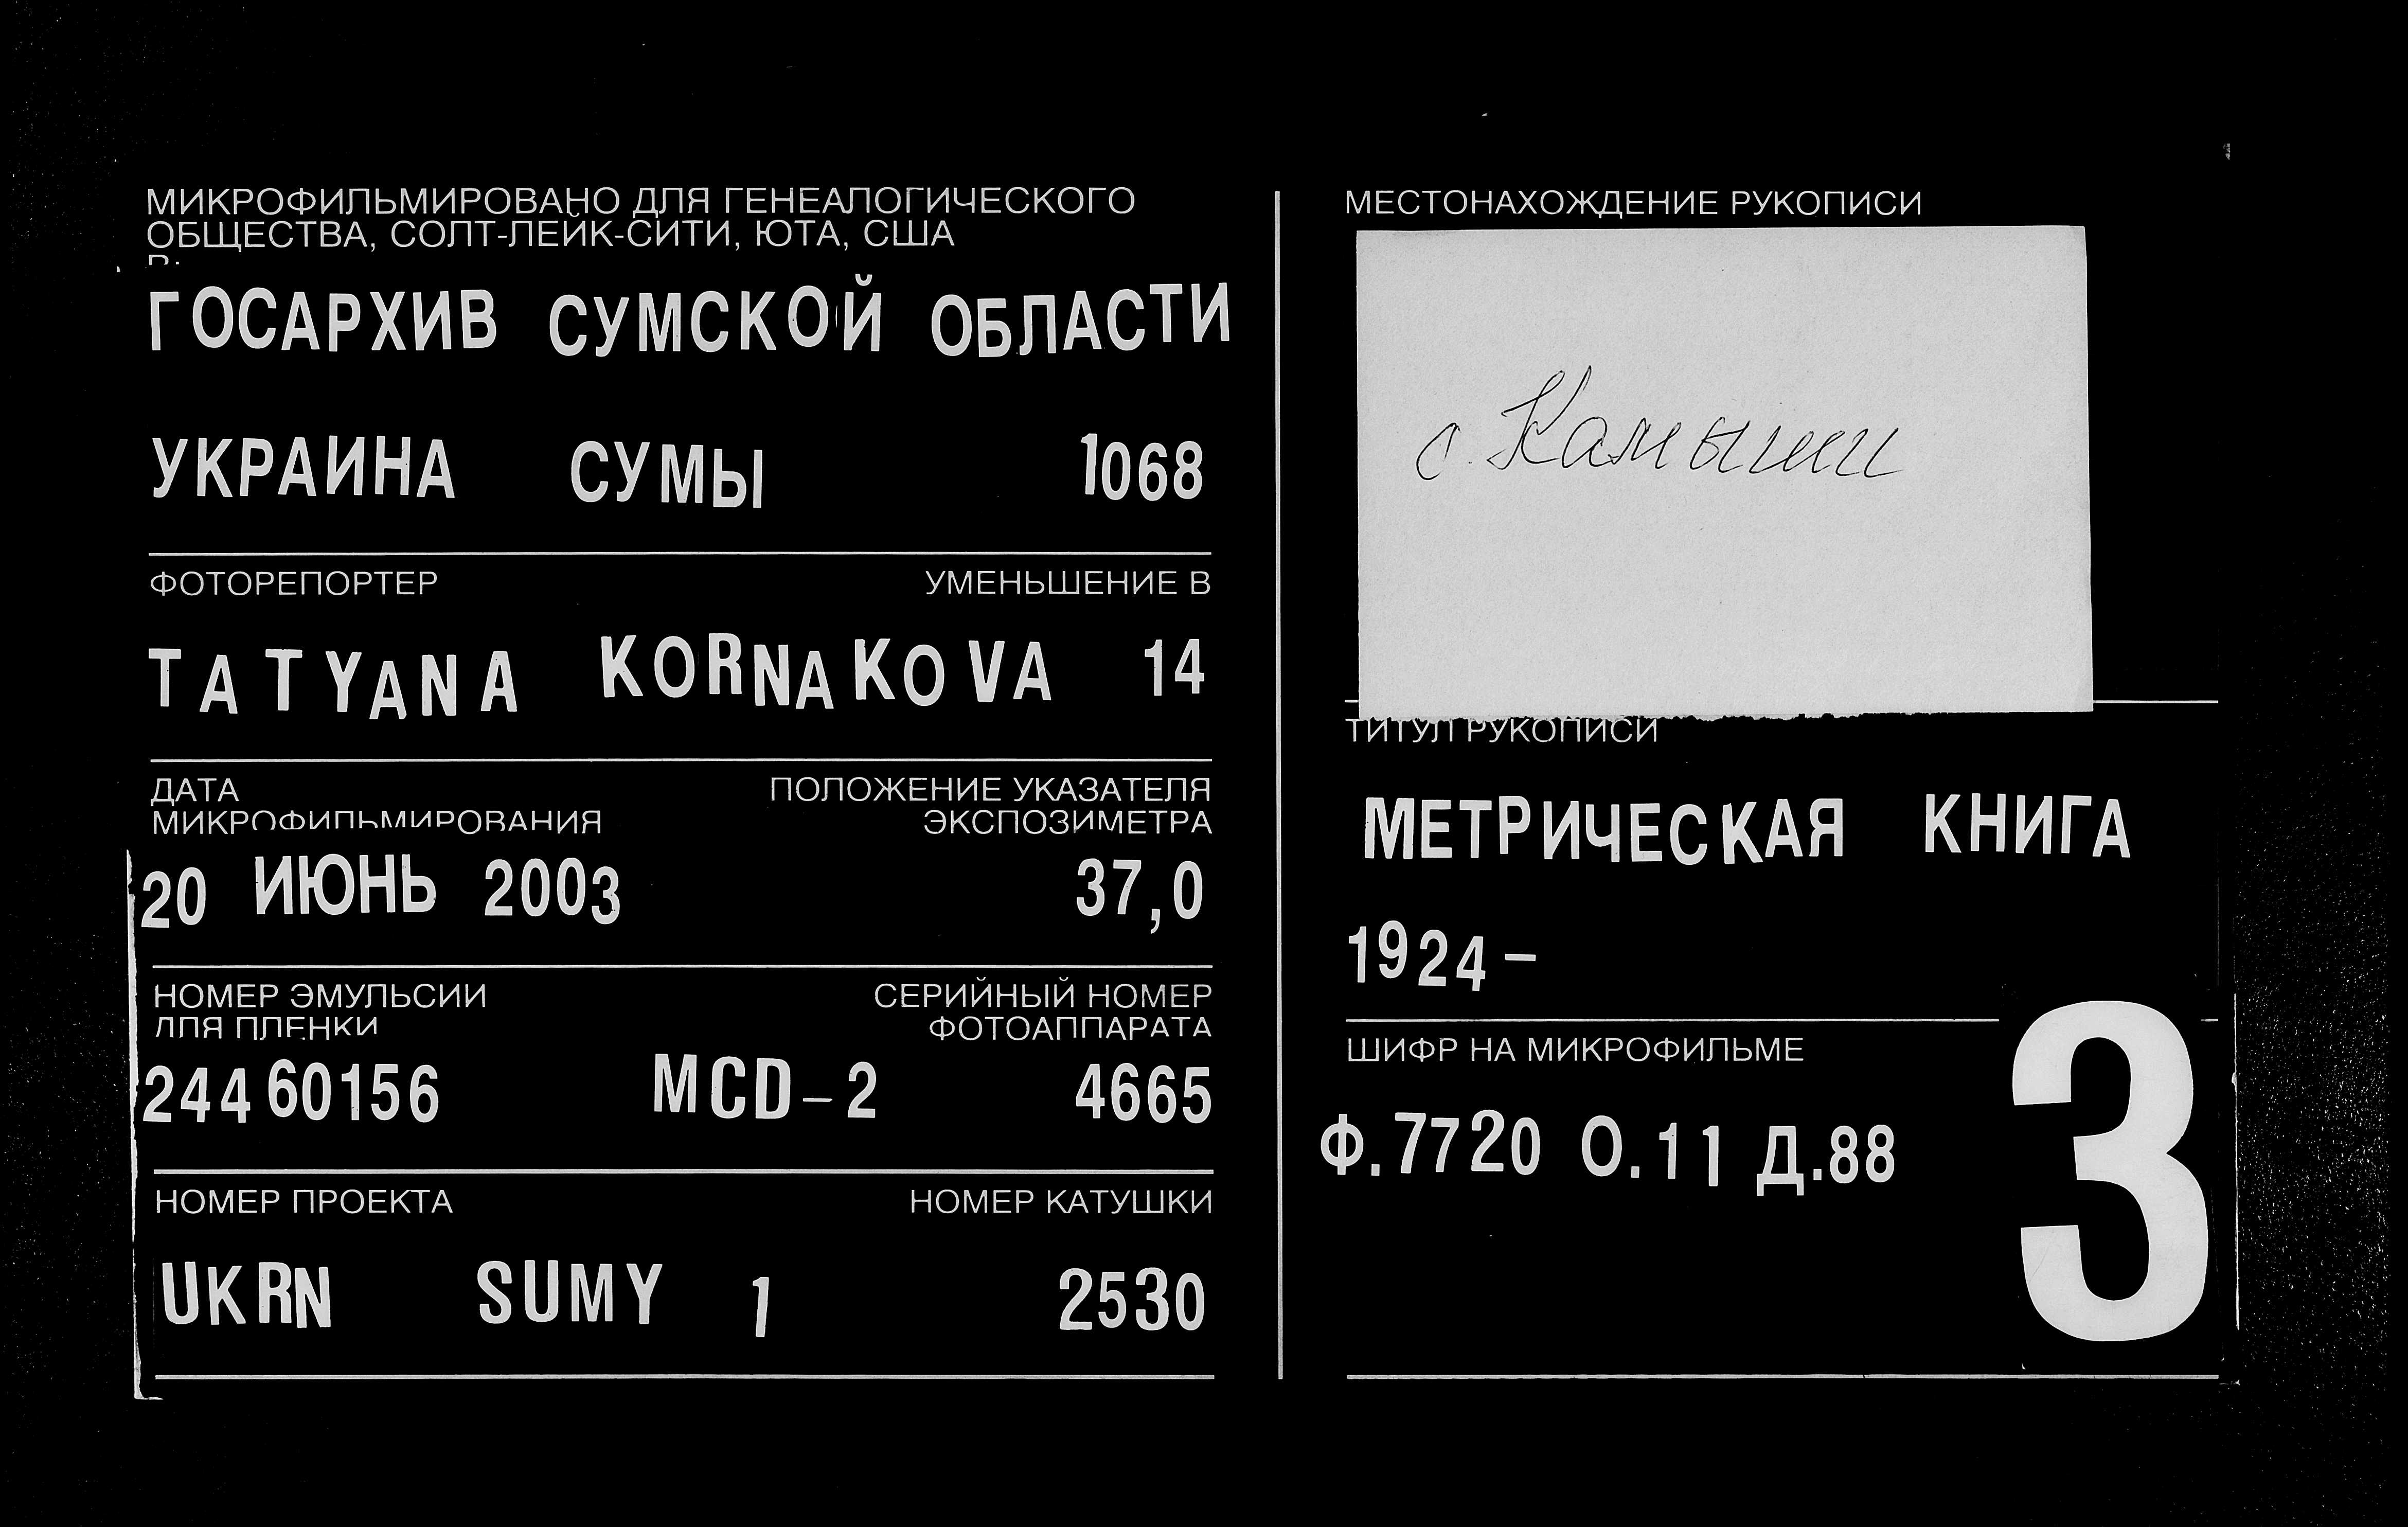 МИКРОФИЛЬМИРОВАНО ДЛЯ ГЕНЕАЛОГИЧЕСКОГО
ОБЩЕСТВА, СОЛТ-ЛЕЙК-СИТИ, ЮТА, США
В:
ГОСАРХИВ СУМСКОЙ ОБЛАСТИ
УКРАИНА СУМЫ 1068
ФОТОРЕПОРТЕР УМЕНЬШЕНИЕ В
TATYANA KORNAKOVA 14
ДАТА ПОЛОЖЕНИЕ УКАЗАТЕЛЯ
МИКРОФИЛЬМИРОВАНИЯ ЭКСПОЗИМЕТРА
20 ИЮНЬ 2003 37,0
НОМЕР ЭМУЛЬСИИ СЕРИЙНЫЙ НОМЕР
ДЛЯ ПЛЕНКИ ФОТОАППАРАТА
24460156 MCD-2 4665
НОМЕР ПРОЕКТА НОМЕР КАТУШКИ
UKRN SUMY 1 2530
МЕСТОНАХОЖДЕНИЕ РУКОПИСИ
с. Камыши
ТИТУЛ РУКОПИСИ
МЕТРИЧЕСКАЯ КНИГА
1924-
ШИФР НА МИКРОФИЛЬМЕ
Ф.7720 О.11 Д.88
3